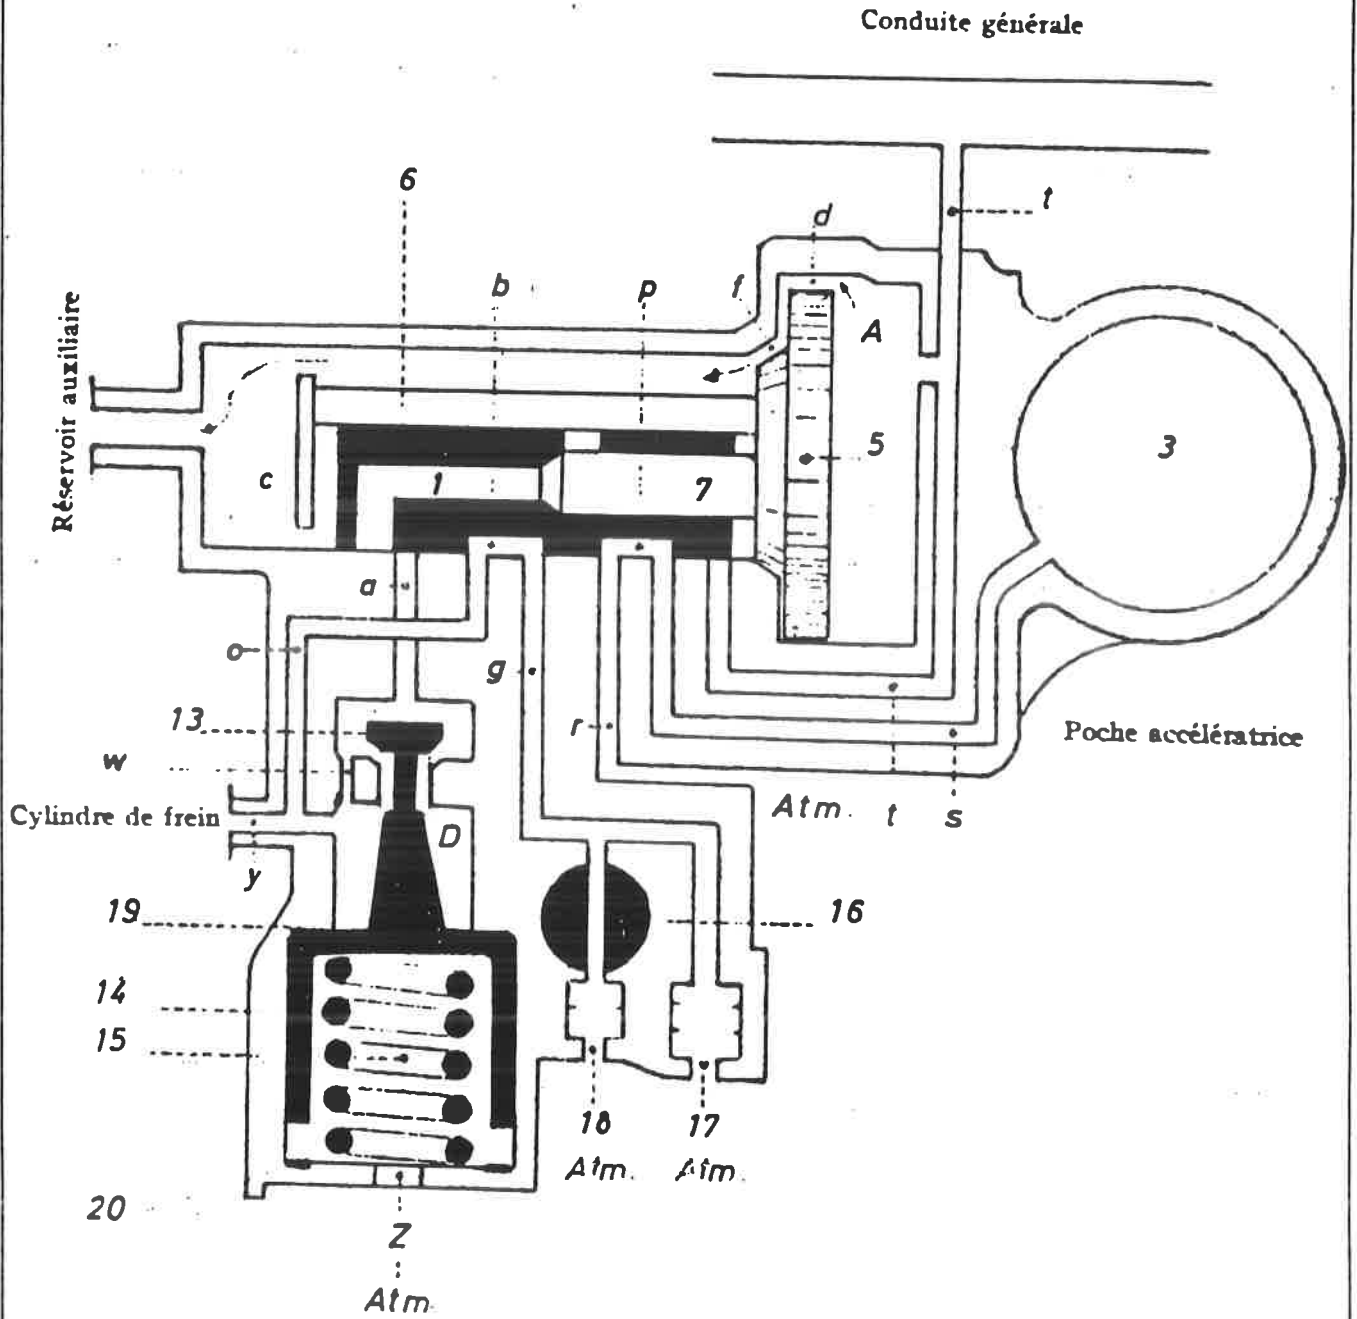 Conduite générale
6
t
d
b
p
f
A
Réservoir auxiliaire
5
3
c
1
7
a
o
g
13
r
w
Poche accélératrice
Cylindre de frein
D
Atm.
t
s
y
19
16
14
15
18
17
Atm.
Atm.
20
Z
Atm.